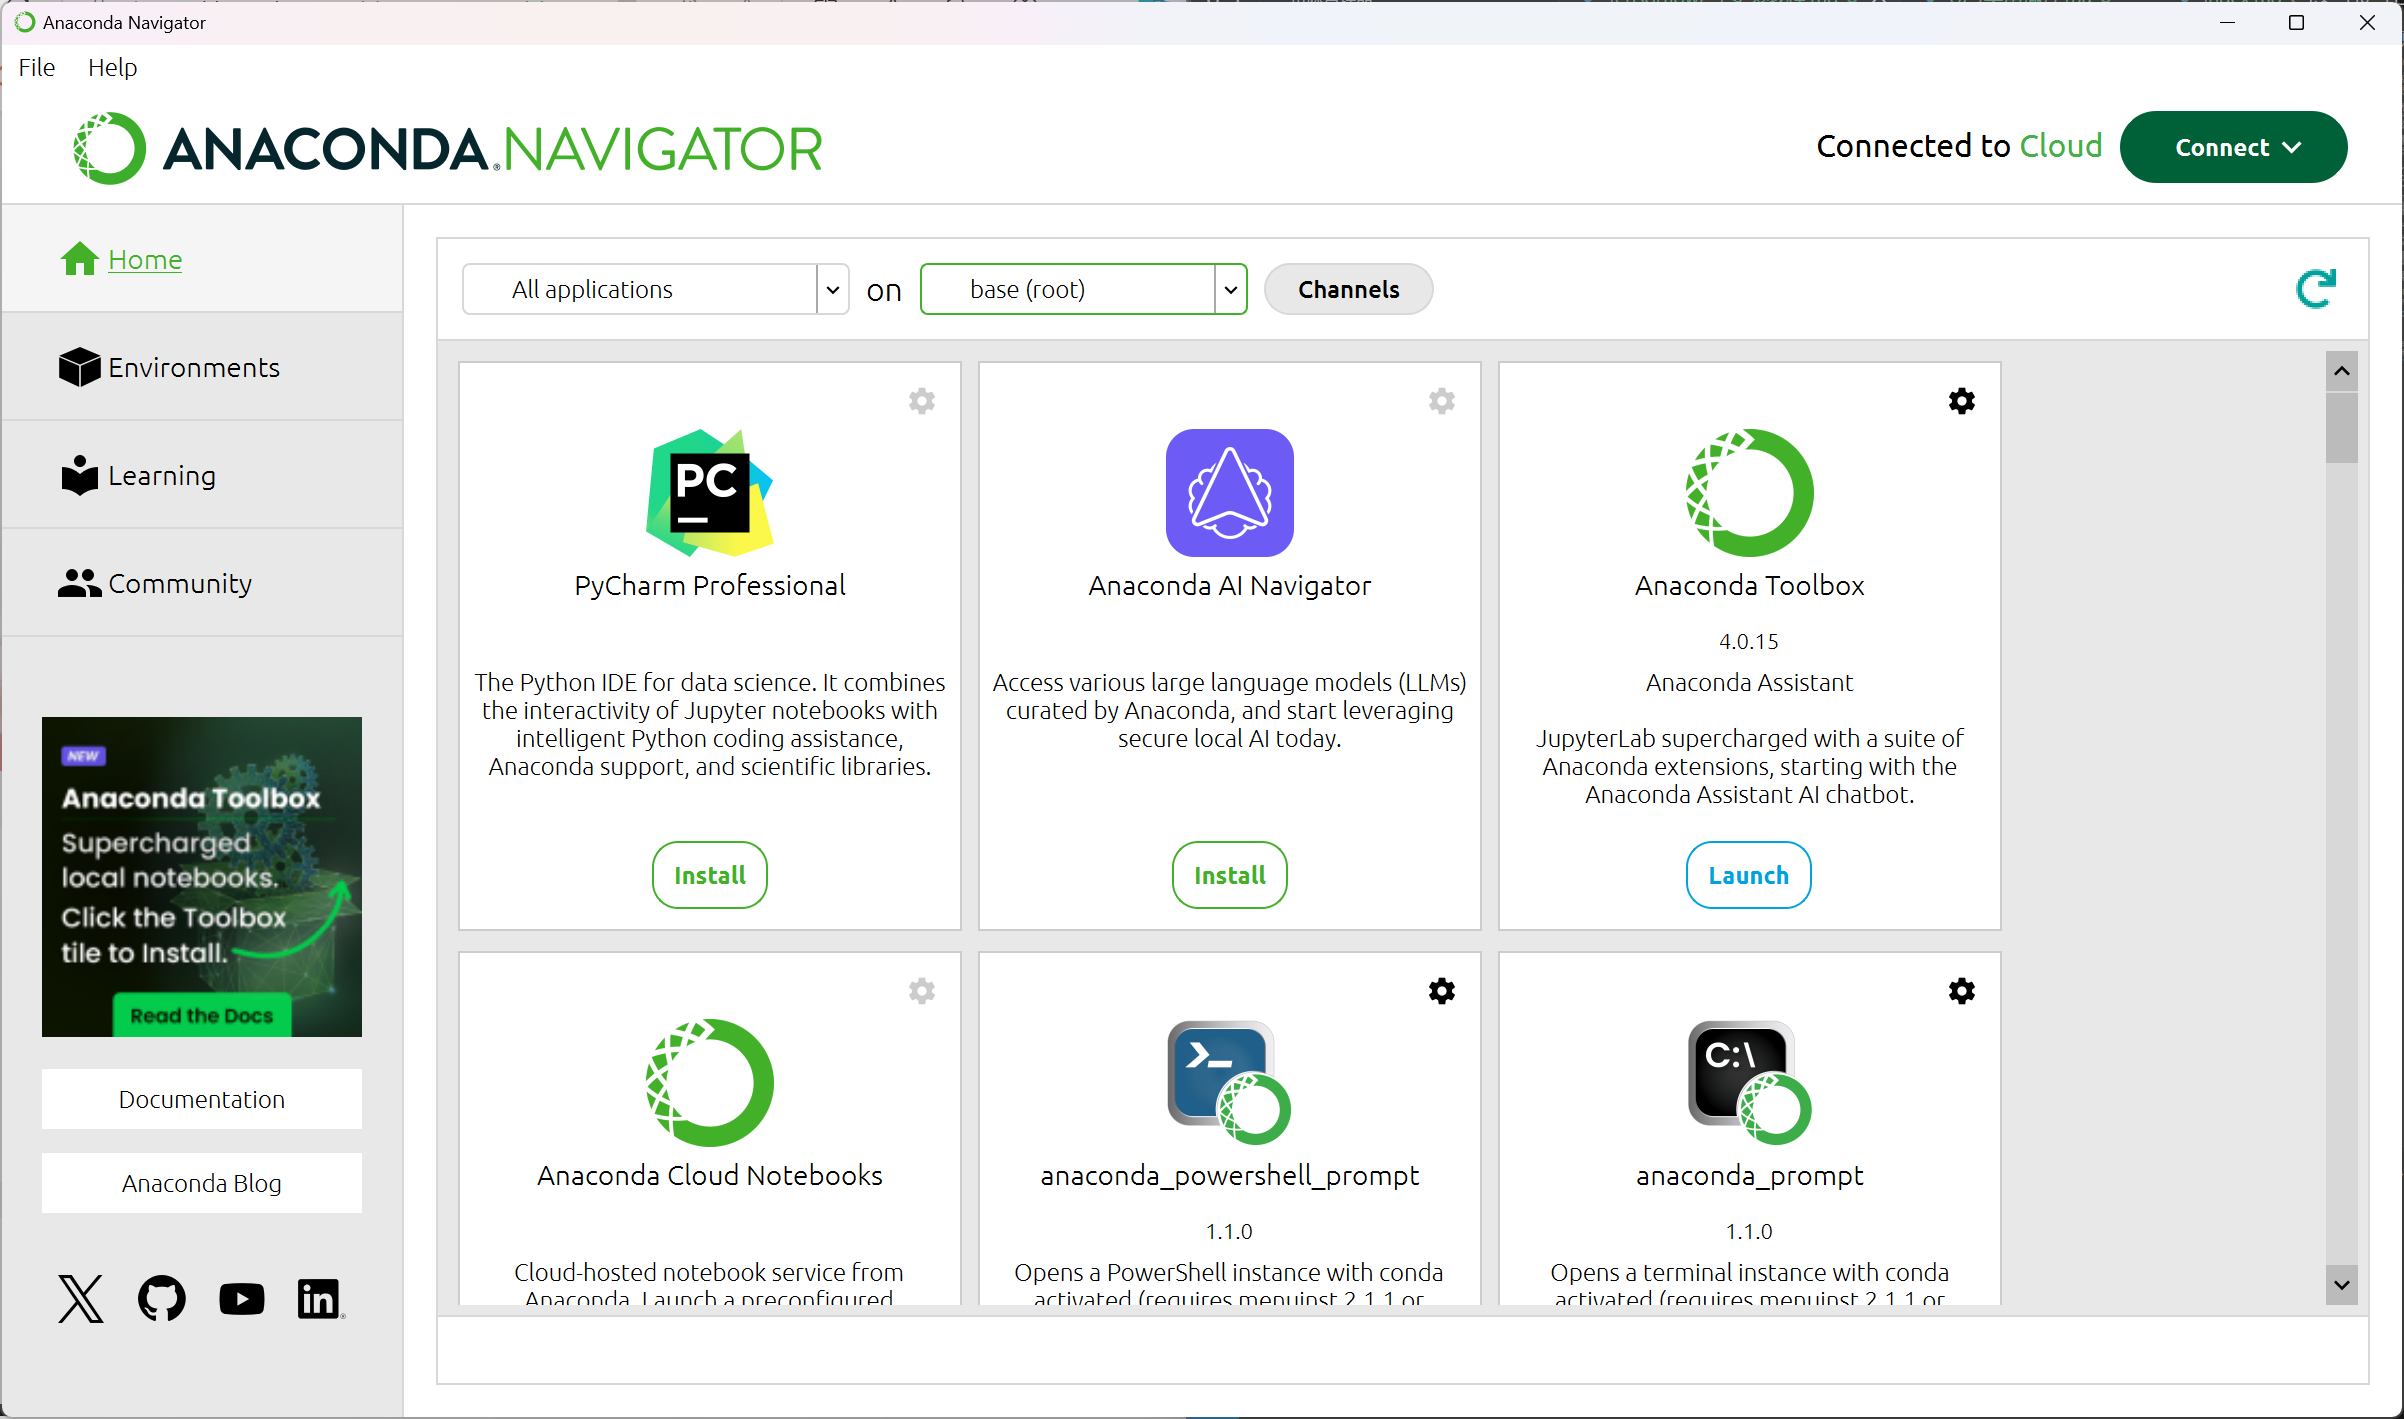 Anaconda Navigator
File Help
ANACONDA.NAVIGATOR
Connected to Cloud
Connect
Home
Environments
Learning
Community
NEW
Anaconda Toolbox
Supercharged
local notebooks.
Click the Toolbox
tile to Install.
Read the Docs
Documentation
Anaconda Blog
All applications
on
base (root)
Channels
PC
PyCharm Professional
The Python IDE for data science. It combines
the interactivity of Jupyter notebooks with
intelligent Python coding assistance,
Anaconda support, and scientific libraries.
Install
Anaconda AI Navigator
Access various large language models (LLMs)
curated by Anaconda, and start leveraging
secure local AI today.
Install
Anaconda Toolbox
4.0.15
Anaconda Assistant
JupyterLab supercharged with a suite of
Anaconda extensions, starting with the
Anaconda Assistant AI chatbot.
Launch
Anaconda Cloud Notebooks
Cloud-hosted notebook service from
Anaconda. Launch a preconfigured
>_
anaconda_powershell_prompt
1.1.0
Opens a PowerShell instance with conda
activated (requires menuinst 2.1.1 or
C:\
anaconda_prompt
1.1.0
Opens a terminal instance with conda
activated (requires menuinst 2.1.1 or
in